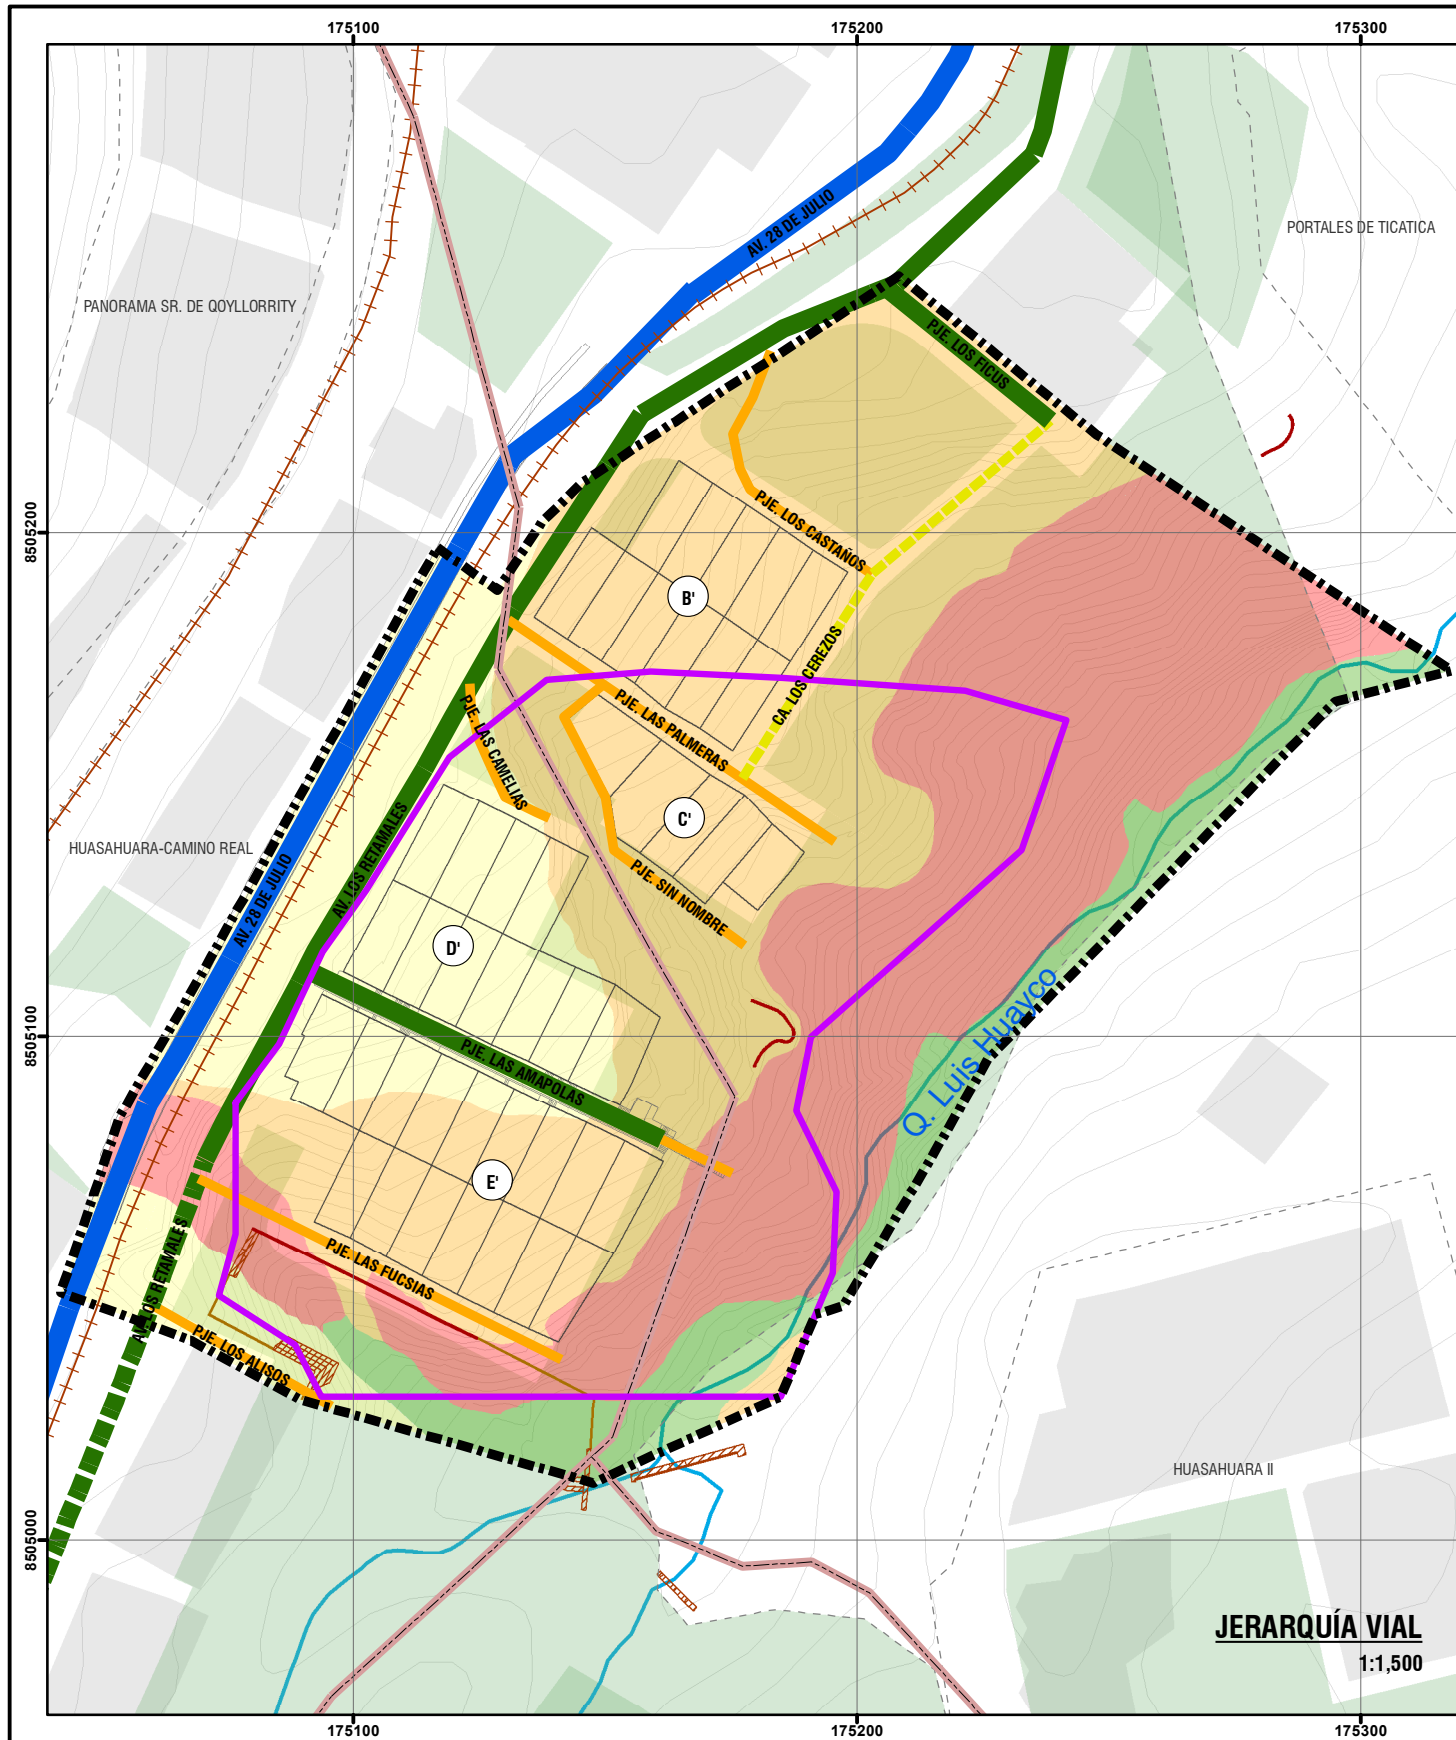 175100
175200
175300
AV. 28 DE JULIO
PORTALES DE TICATICA
PANORAMA SR. DE QOYLLORRITY
PJE. LOS FICUS
8505200
PJE. LOS CASTAÑOS
B'
CA. LOS CEREZOS
PJE. LAS PALMERAS
PJE. LAS CAMELIAS
C'
HUASAHUARA-CAMINO REAL
AV. LOS RETAMALES
AV. 28 DE JULIO
PJE. SIN NOMBRE
D'
8505100
Q. Luis Huayco
PJE. LAS AMAPOLAS
E'
PJE. LAS FUCSIAS
AV. LOS RETAMALES
PJE. LOS ALISOS
HUASAHUARA II
8505000
JERARQUÍA VIAL
1:1,500
175100
175200
175300